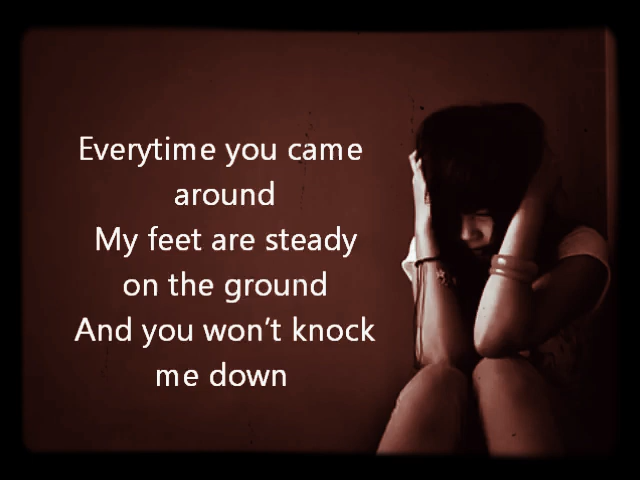 Everytime you came
around
My feet are steady
on the ground
And you won't knock
me down